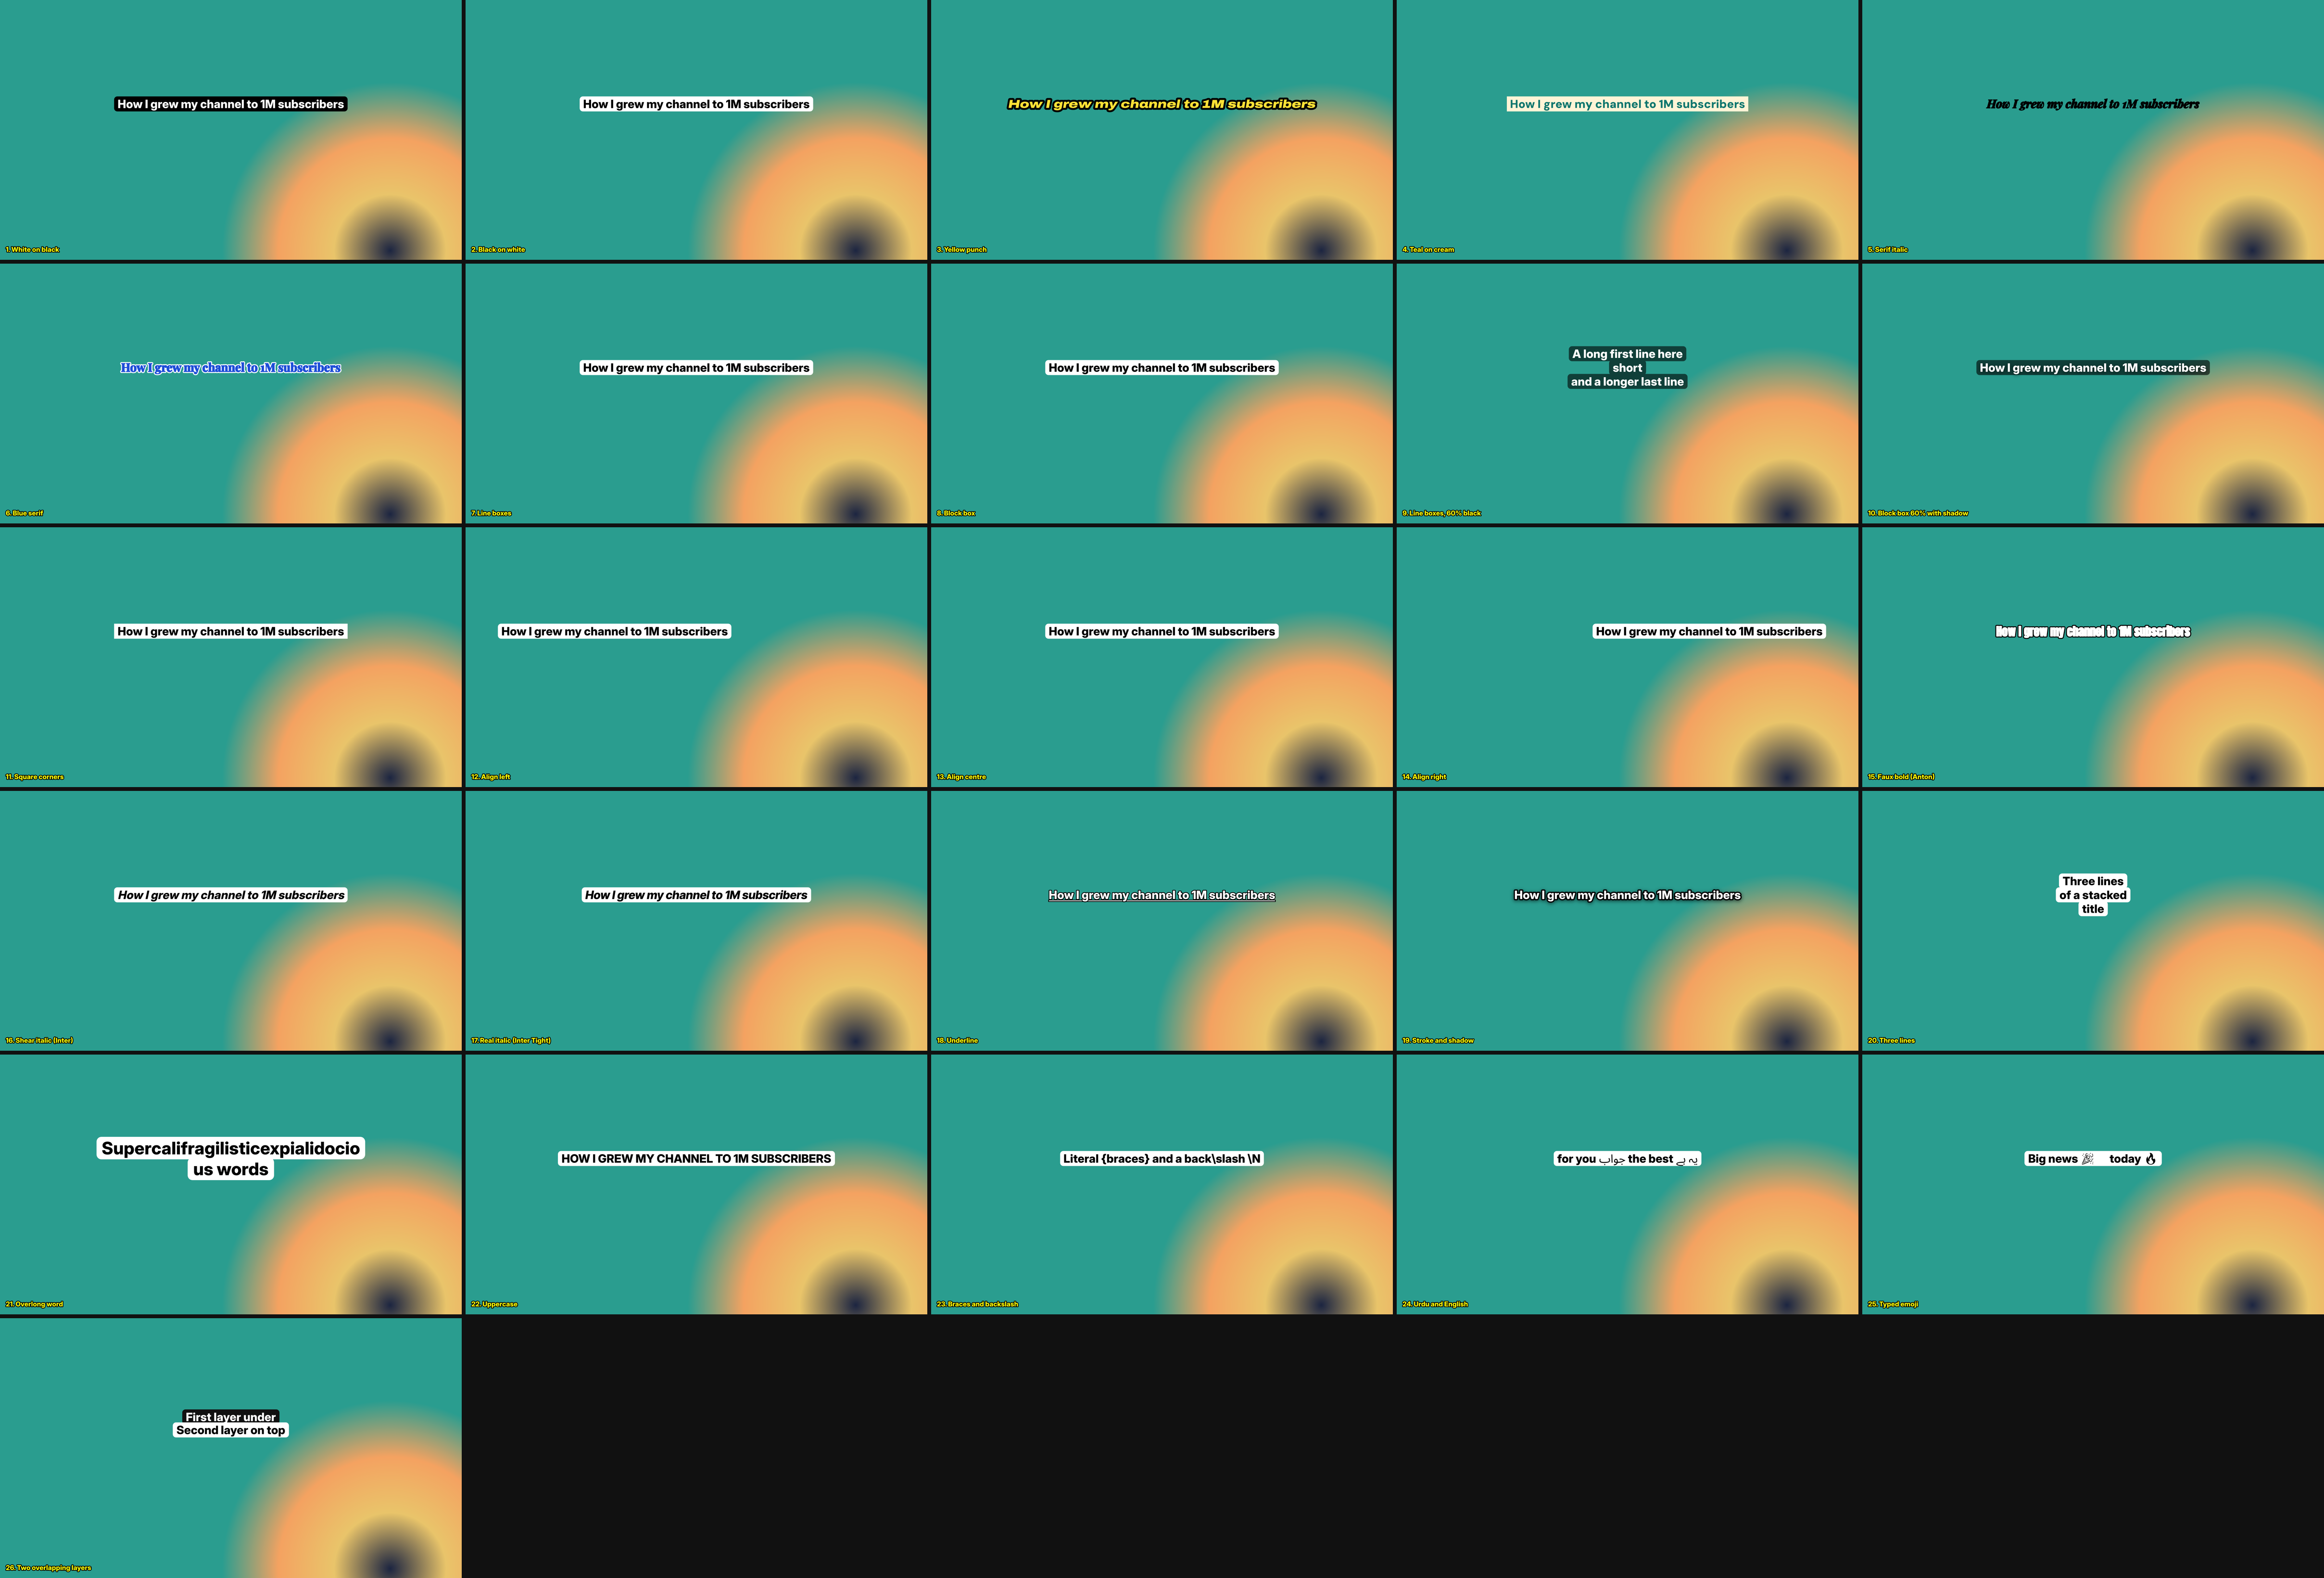 How I grew my channel to 1M subscribers
1. White on black
How I grew my channel to 1M subscribers
2. Black on white
How I grew my channel to 1M subscribers
3. Yellow punch
How I grew my channel to 1M subscribers
4. Teal on cream
How I grew my channel to 1M subscribers
5. Serif italic
How I grew my channel to 1M subscribers
6. Blue serif
How I grew my channel to 1M subscribers
7. Line boxes
How I grew my channel to 1M subscribers
8. Block box
A long first line here
short
and a longer last line
9. Line boxes, 60% black
How I grew my channel to 1M subscribers
10. Block box 60% with shadow
How I grew my channel to 1M subscribers
11. Square corners
How I grew my channel to 1M subscribers
12. Align left
How I grew my channel to 1M subscribers
13. Align centre
How I grew my channel to 1M subscribers
14. Align right
How I grew my channel to 1M subscribers
15. Faux bold (Anton)
How I grew my channel to 1M subscribers
16. Shear italic (Inter)
How I grew my channel to 1M subscribers
17. Real italic (Inter Tight)
How I grew my channel to 1M subscribers
18. Underline
How I grew my channel to 1M subscribers
19. Stroke and shadow
Three lines
of a stacked
title
20. Three lines
Supercalifragilisticexpialidocio
us words
21. Overlong word
HOW I GREW MY CHANNEL TO 1M SUBSCRIBERS
22. Uppercase
Literal {braces} and a back\slash \N
23. Braces and backslash
یہ ہے the best جواب for you
24. Urdu and English
Big news 🎉 today 🔥
25. Typed emoji
First layer under
Second layer on top
26. Two overlapping layers